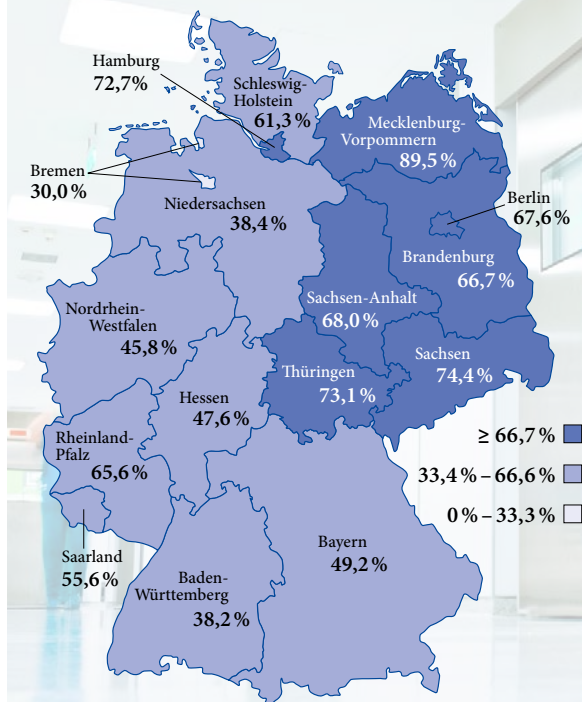 Hamburg
72,7%
Schleswig-
Holstein
61,3%
Mecklenburg-
Vorpommern
89,5%
Bremen
30,0%
Niedersachsen
38,4%
Berlin
67,6%
Brandenburg
66,7%
Sachsen-Anhalt
68,0%
Nordrhein-
Westfalen
45,8%
Thüringen
73,1%
Sachsen
74,4%
Hessen
47,6%
Rheinland-
Pfalz
65,6%
≥ 66,7%
33,4% – 66,6%
0% – 33,3%
Saarland
55,6%
Bayern
49,2%
Baden-
Württemberg
38,2%